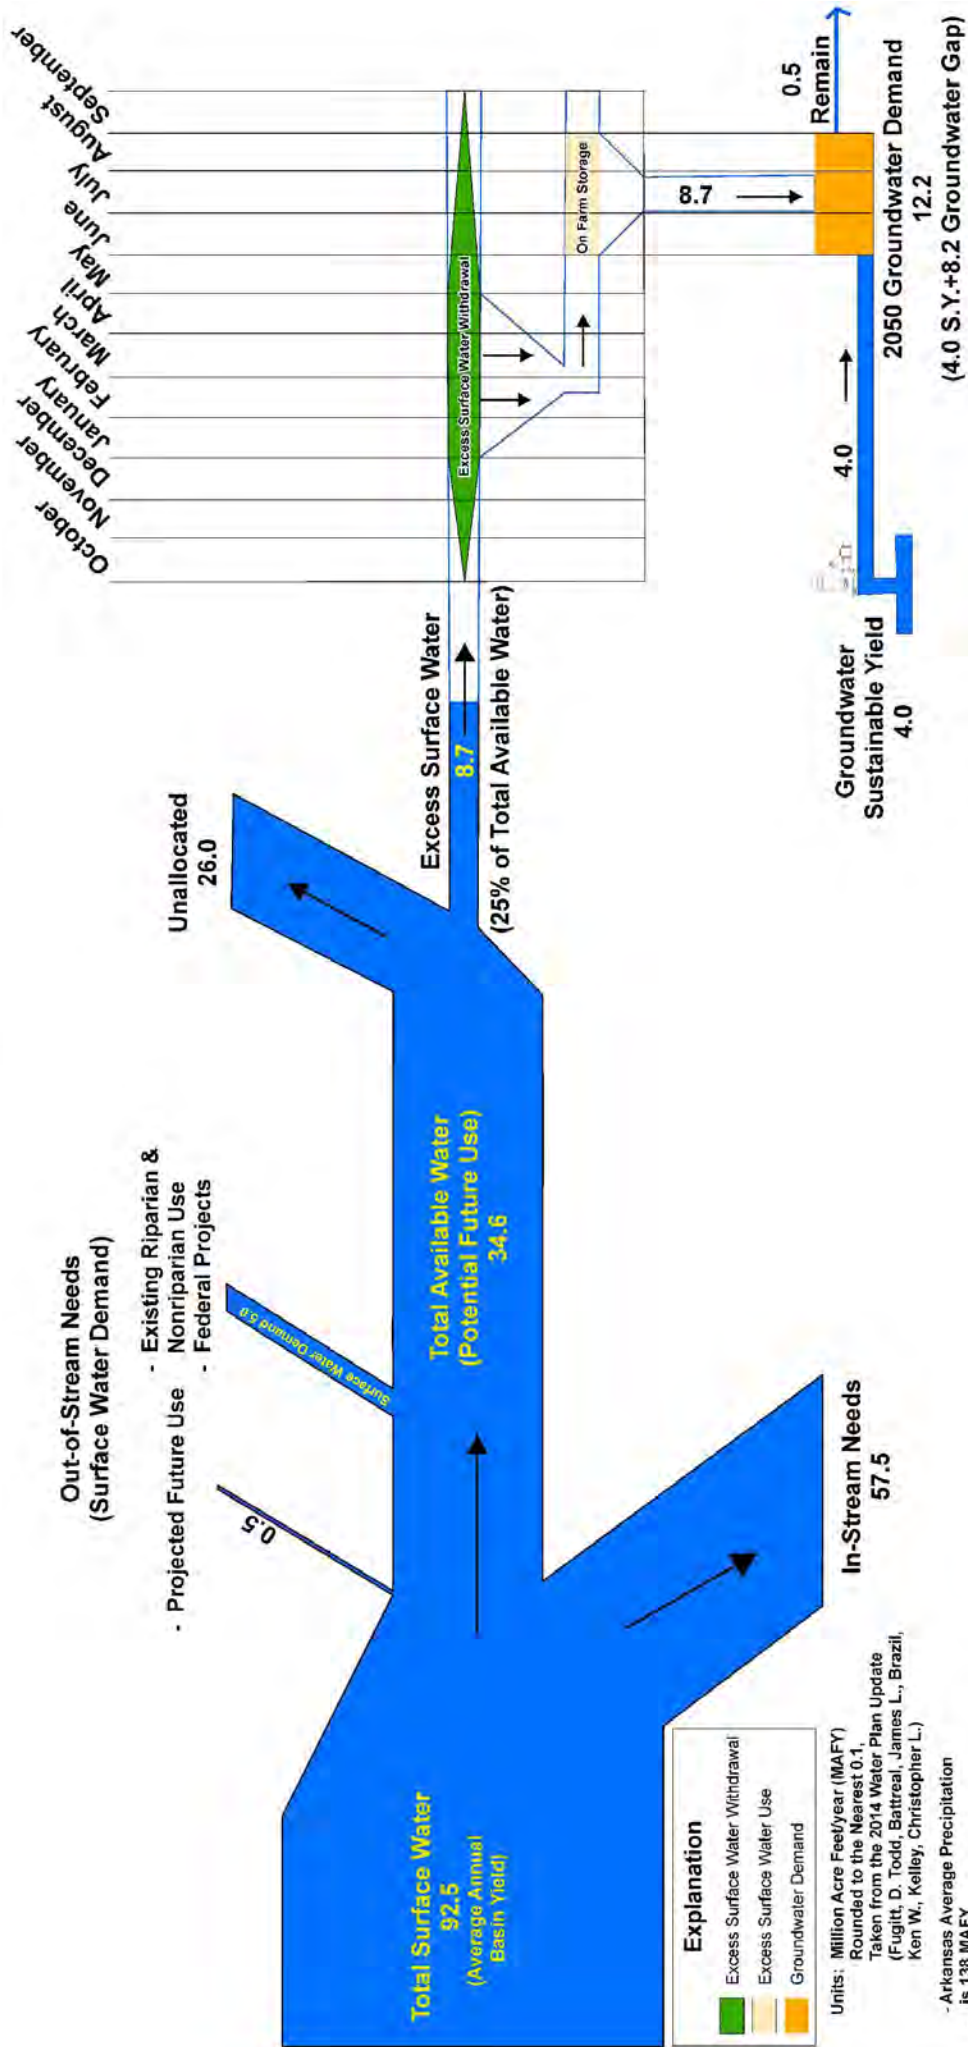 Out-of-Stream Needs
(Surface Water Demand)
- Projected Future Use
- Existing Riparian &
Nonriparian Use
- Federal Projects
0.5
Surface Water Demand 5.0
Total Surface Water
92.5
(Average Annual
Basin Yield)
Total Available Water
(Potential Future Use)
34.6
In-Stream Needs
57.5
Unallocated
26.0
Excess Surface Water
8.7
(25% of Total Available Water)
October
November
December
January
February
March
April
May
June
July
August
September
Excess Surface Water Withdrawal
On Farm Storage
8.7
0.5
Remain
Groundwater
Sustainable Yield
4.0
4.0
2050 Groundwater Demand
12.2
(4.0 S.Y.+8.2 Groundwater Gap)
Explanation
Excess Surface Water Withdrawal
Excess Surface Water Use
Groundwater Demand
Units: Million Acre Feet/year (MAFY)
Rounded to the Nearest 0.1,
Taken from the 2014 Water Plan Update
(Fugitt, D. Todd, Battreal, James L., Brazil,
Ken W., Kelley, Christopher L.)
- Arkansas Average Precipitation
is 138 MAFY